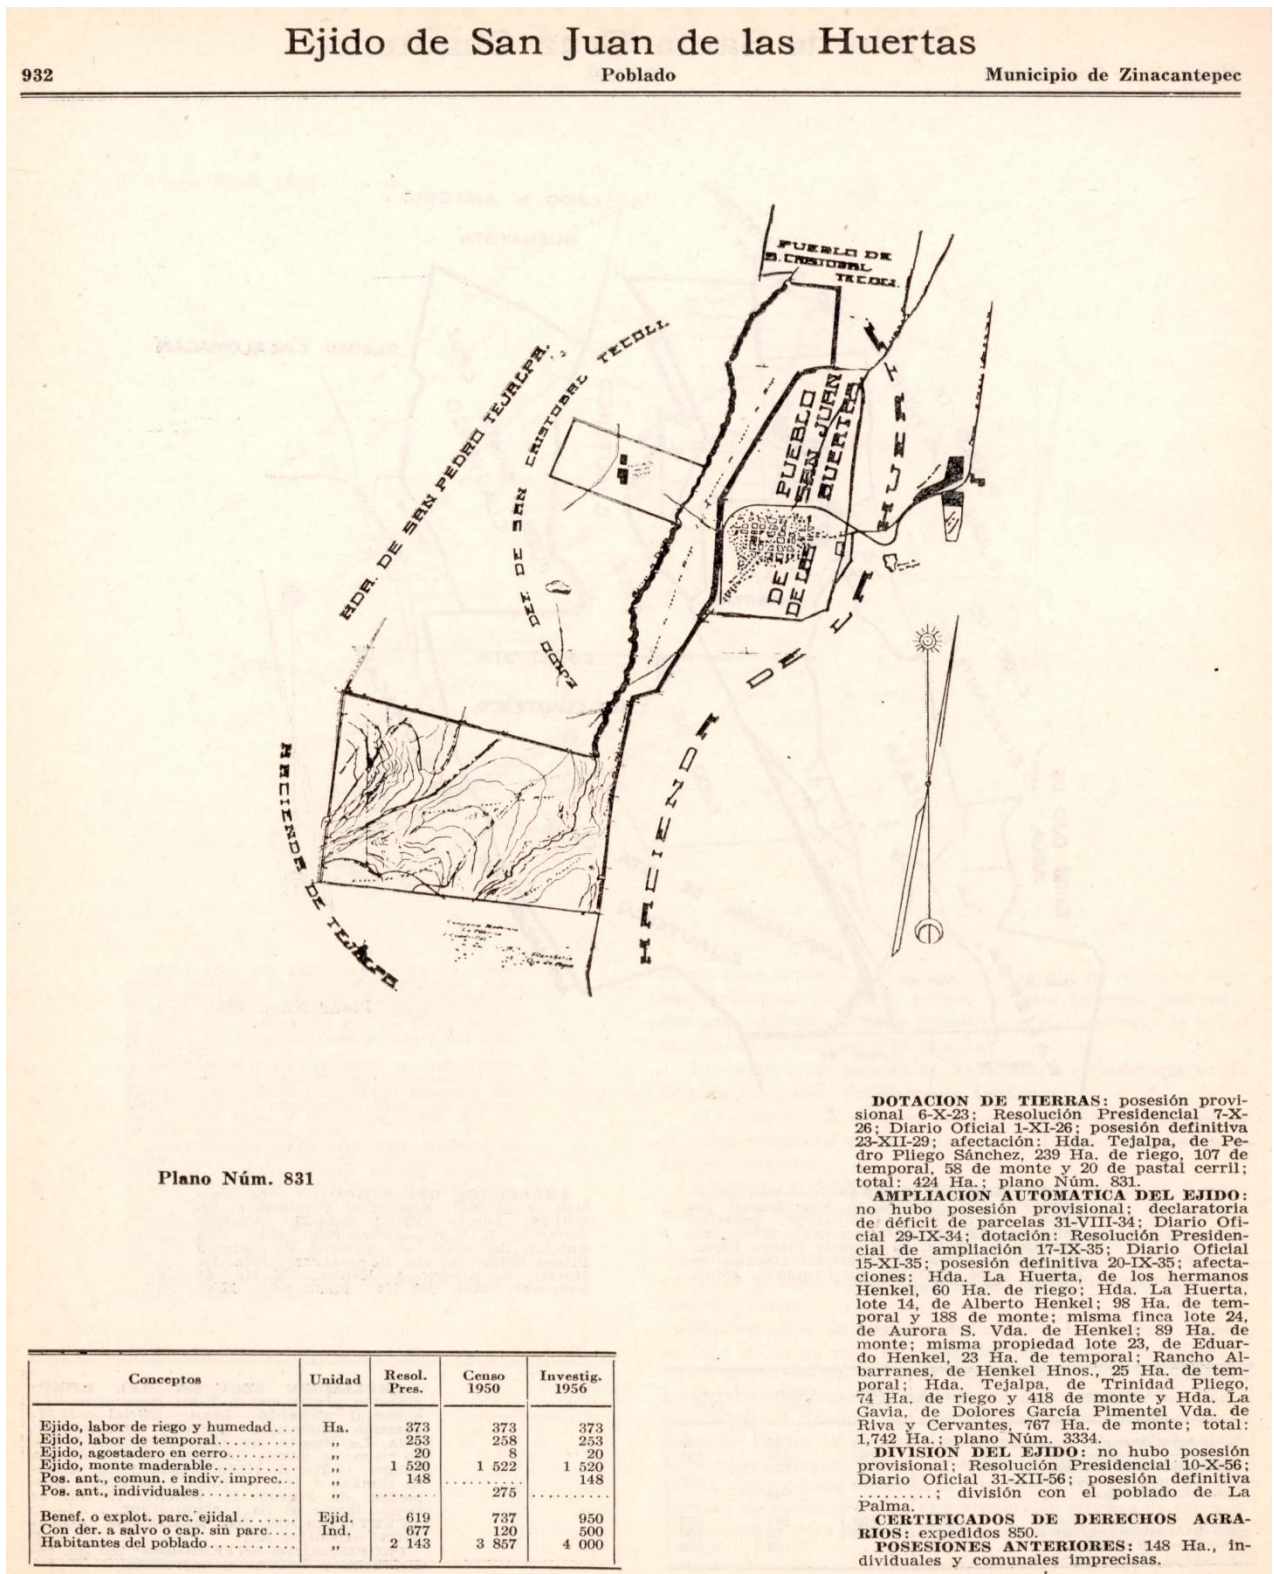 Ejido de San Juan de las Huertas
932 Poblado Municipio de Zinacantepec
PUEBLO DE
S. CRISTOBAL
TECOLL.
HDA. DE SAN PEDRO TEJALPA.
EJIDO DEF. DE SAN CRISTOBAL TECOLL
PUEBLO
SAN JUAN
HUERTAS
DE
DE LAS
HACIENDA DE LA HUERTA
HACIENDA DE TEJALPA.
Plano Núm. 831
DOTACION DE TIERRAS: posesión provi-
sional 6-X-23; Resolución Presidencial 7-X-
26; Diario Oficial 1-XI-26; posesión definitiva
23-XII-29; afectación: Hda. Tejalpa, de Pe-
dro Pliego Sánchez, 239 Ha. de riego, 107 de
temporal, 58 de monte y 20 de pastal cerril;
total: 424 Ha.; plano Núm. 831.
AMPLIACION AUTOMATICA DEL EJIDO:
no hubo posesión provisional; declaratoria
de déficit de parcelas 31-VIII-34; Diario Ofi-
cial 29-IX-34; dotación: Resolución Presiden-
cial de ampliación 17-IX-35; Diario Oficial
15-XI-35; posesión definitiva 20-IX-35; afecta-
ciones: Hda. La Huerta, de los hermanos
Henkel, 60 Ha. de riego; Hda. La Huerta,
lote 14, de Alberto Henkel; 98 Ha. de tem-
poral y 188 de monte; misma finca lote 24,
de Aurora S. Vda. de Henkel; 89 Ha. de
monte; misma propiedad lote 23, de Eduar-
do Henkel, 23 Ha. de temporal; Rancho Al-
barranes, de Henkel Hnos., 25 Ha. de tem-
poral; Hda. Tejalpa, de Trinidad Pliego,
74 Ha. de riego y 418 de monte y Hda. La
Gavia, de Dolores García Pimentel Vda. de
Riva y Cervantes, 767 Ha. de monte; total:
1,742 Ha.; plano Núm. 3334.
DIVISION DEL EJIDO: no hubo posesión
provisional; Resolución Presidencial 10-X-56;
Diario Oficial 31-XII-56; posesión definitiva
.........; división con el poblado de La
Palma.
CERTIFICADOS DE DERECHOS AGRA-
RIOS: expedidos 850.
POSESIONES ANTERIORES: 148 Ha., in-
dividuales y comunales imprecisas.
Conceptos Unidad Resol. Pres. Censo 1950 Investig. 1956
Ejido, labor de riego y humedad... Ha. 373 373 373
Ejido, labor de temporal.......... ,, 253 258 253
Ejido, agostadero en cerro......... ,, 20 8 20
Ejido, monte maderable.......... ,, 1 520 1 522 1 520
Pos. ant., comun. e indiv. imprec... ,, 148 .......... 148
Pos. ant., individuales............ ,, ........ 275 ..........
Benef. o explot. parc. ejidal....... Ejid. 619 737 950
Con der. a salvo o cap. sin parc.... Ind. 677 120 500
Habitantes del poblado........... ,, 2 143 3 857 4 000